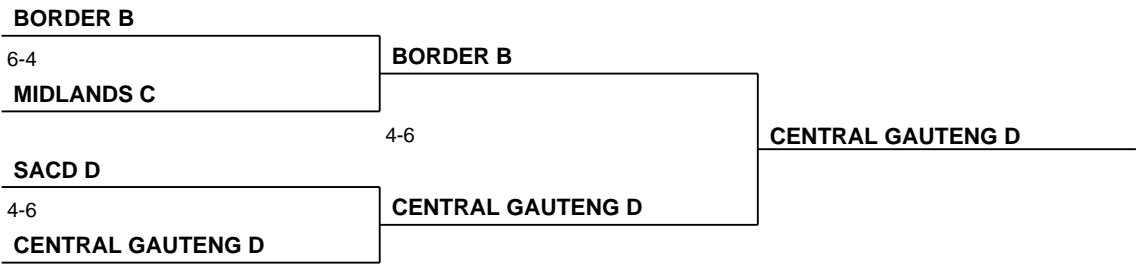 BORDER B
6-4
BORDER B
MIDLANDS C
4-6
CENTRAL GAUTENG D
SACD D
4-6
CENTRAL GAUTENG D
CENTRAL GAUTENG D